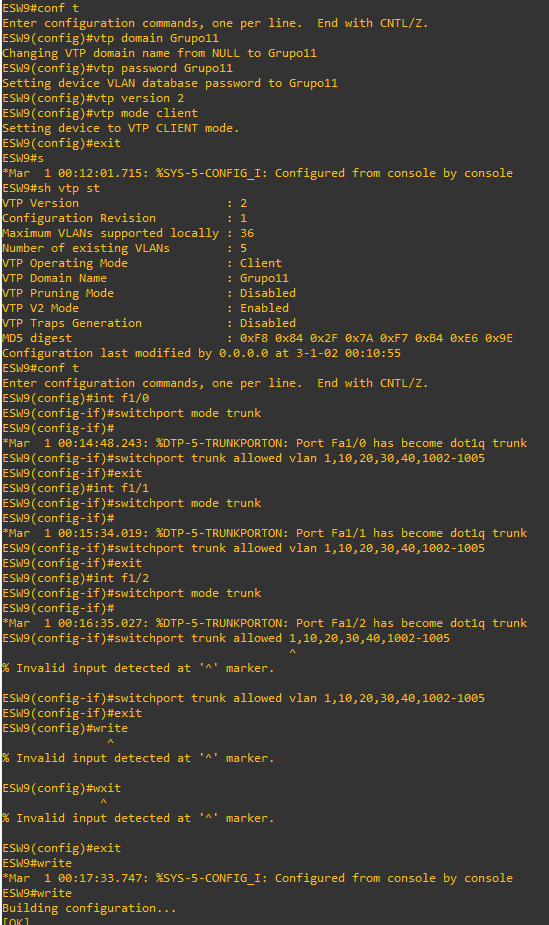 ESW9#conf t
Enter configuration commands, one per line.  End with CNTL/Z.
ESW9(config)#vtp domain Grupo11
Changing VTP domain name from NULL to Grupo11
ESW9(config)#vtp password Grupo11
Setting device VLAN database password to Grupo11
ESW9(config)#vtp version 2
ESW9(config)#vtp mode client
Setting device to VTP CLIENT mode.
ESW9(config)#exit
ESW9#s
*Mar  1 00:12:01.715: %SYS-5-CONFIG_I: Configured from console by console
ESW9#sh vtp st
VTP Version                     : 2
Configuration Revision          : 1
Maximum VLANs supported locally : 36
Number of existing VLANs        : 5
VTP Operating Mode              : Client
VTP Domain Name                 : Grupo11
VTP Pruning Mode                : Disabled
VTP V2 Mode                     : Enabled
VTP Traps Generation            : Disabled
MD5 digest                      : 0xF8 0x84 0x2F 0x7A 0xF7 0xB4 0xE6 0x9E
Configuration last modified by 0.0.0.0 at 3-1-02 00:10:55
ESW9#conf t
Enter configuration commands, one per line.  End with CNTL/Z.
ESW9(config)#int f1/0
ESW9(config-if)#switchport mode trunk
ESW9(config-if)#
*Mar  1 00:14:48.243: %DTP-5-TRUNKPORTON: Port Fa1/0 has become dot1q trunk
ESW9(config-if)#switchport trunk allowed vlan 1,10,20,30,40,1002-1005
ESW9(config-if)#exit
ESW9(config)#int f1/1
ESW9(config-if)#switchport mode trunk
ESW9(config-if)#
*Mar  1 00:15:34.019: %DTP-5-TRUNKPORTON: Port Fa1/1 has become dot1q trunk
ESW9(config-if)#switchport trunk allowed vlan 1,10,20,30,40,1002-1005
ESW9(config-if)#exit
ESW9(config)#int f1/2
ESW9(config-if)#switchport mode trunk
ESW9(config-if)#
*Mar  1 00:16:35.027: %DTP-5-TRUNKPORTON: Port Fa1/2 has become dot1q trunk
ESW9(config-if)#switchport trunk allowed 1,10,20,30,40,1002-1005
^
% Invalid input detected at '^' marker.
ESW9(config-if)#switchport trunk allowed vlan 1,10,20,30,40,1002-1005
ESW9(config-if)#exit
ESW9(config)#write
^
% Invalid input detected at '^' marker.
ESW9(config)#wxit
^
% Invalid input detected at '^' marker.
ESW9(config)#exit
ESW9#write
*Mar  1 00:17:33.747: %SYS-5-CONFIG_I: Configured from console by console
ESW9#write
Building configuration...
[OK]